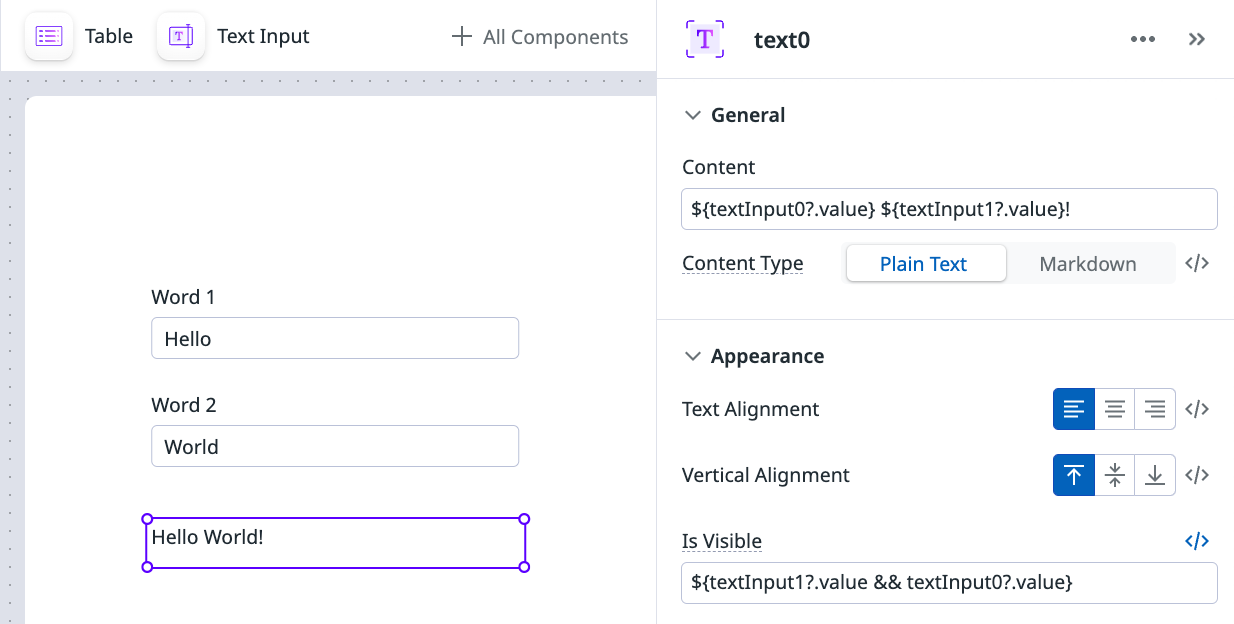 Table
Text Input
All Components
Word 1
Hello
Word 2
World
Hello World!
text0
General
Content
${textInput0?.value} ${textInput1?.value}!
Content Type
Plain Text
Markdown
Appearance
Text Alignment
Vertical Alignment
Is Visible
${textInput1?.value && textInput0?.value}